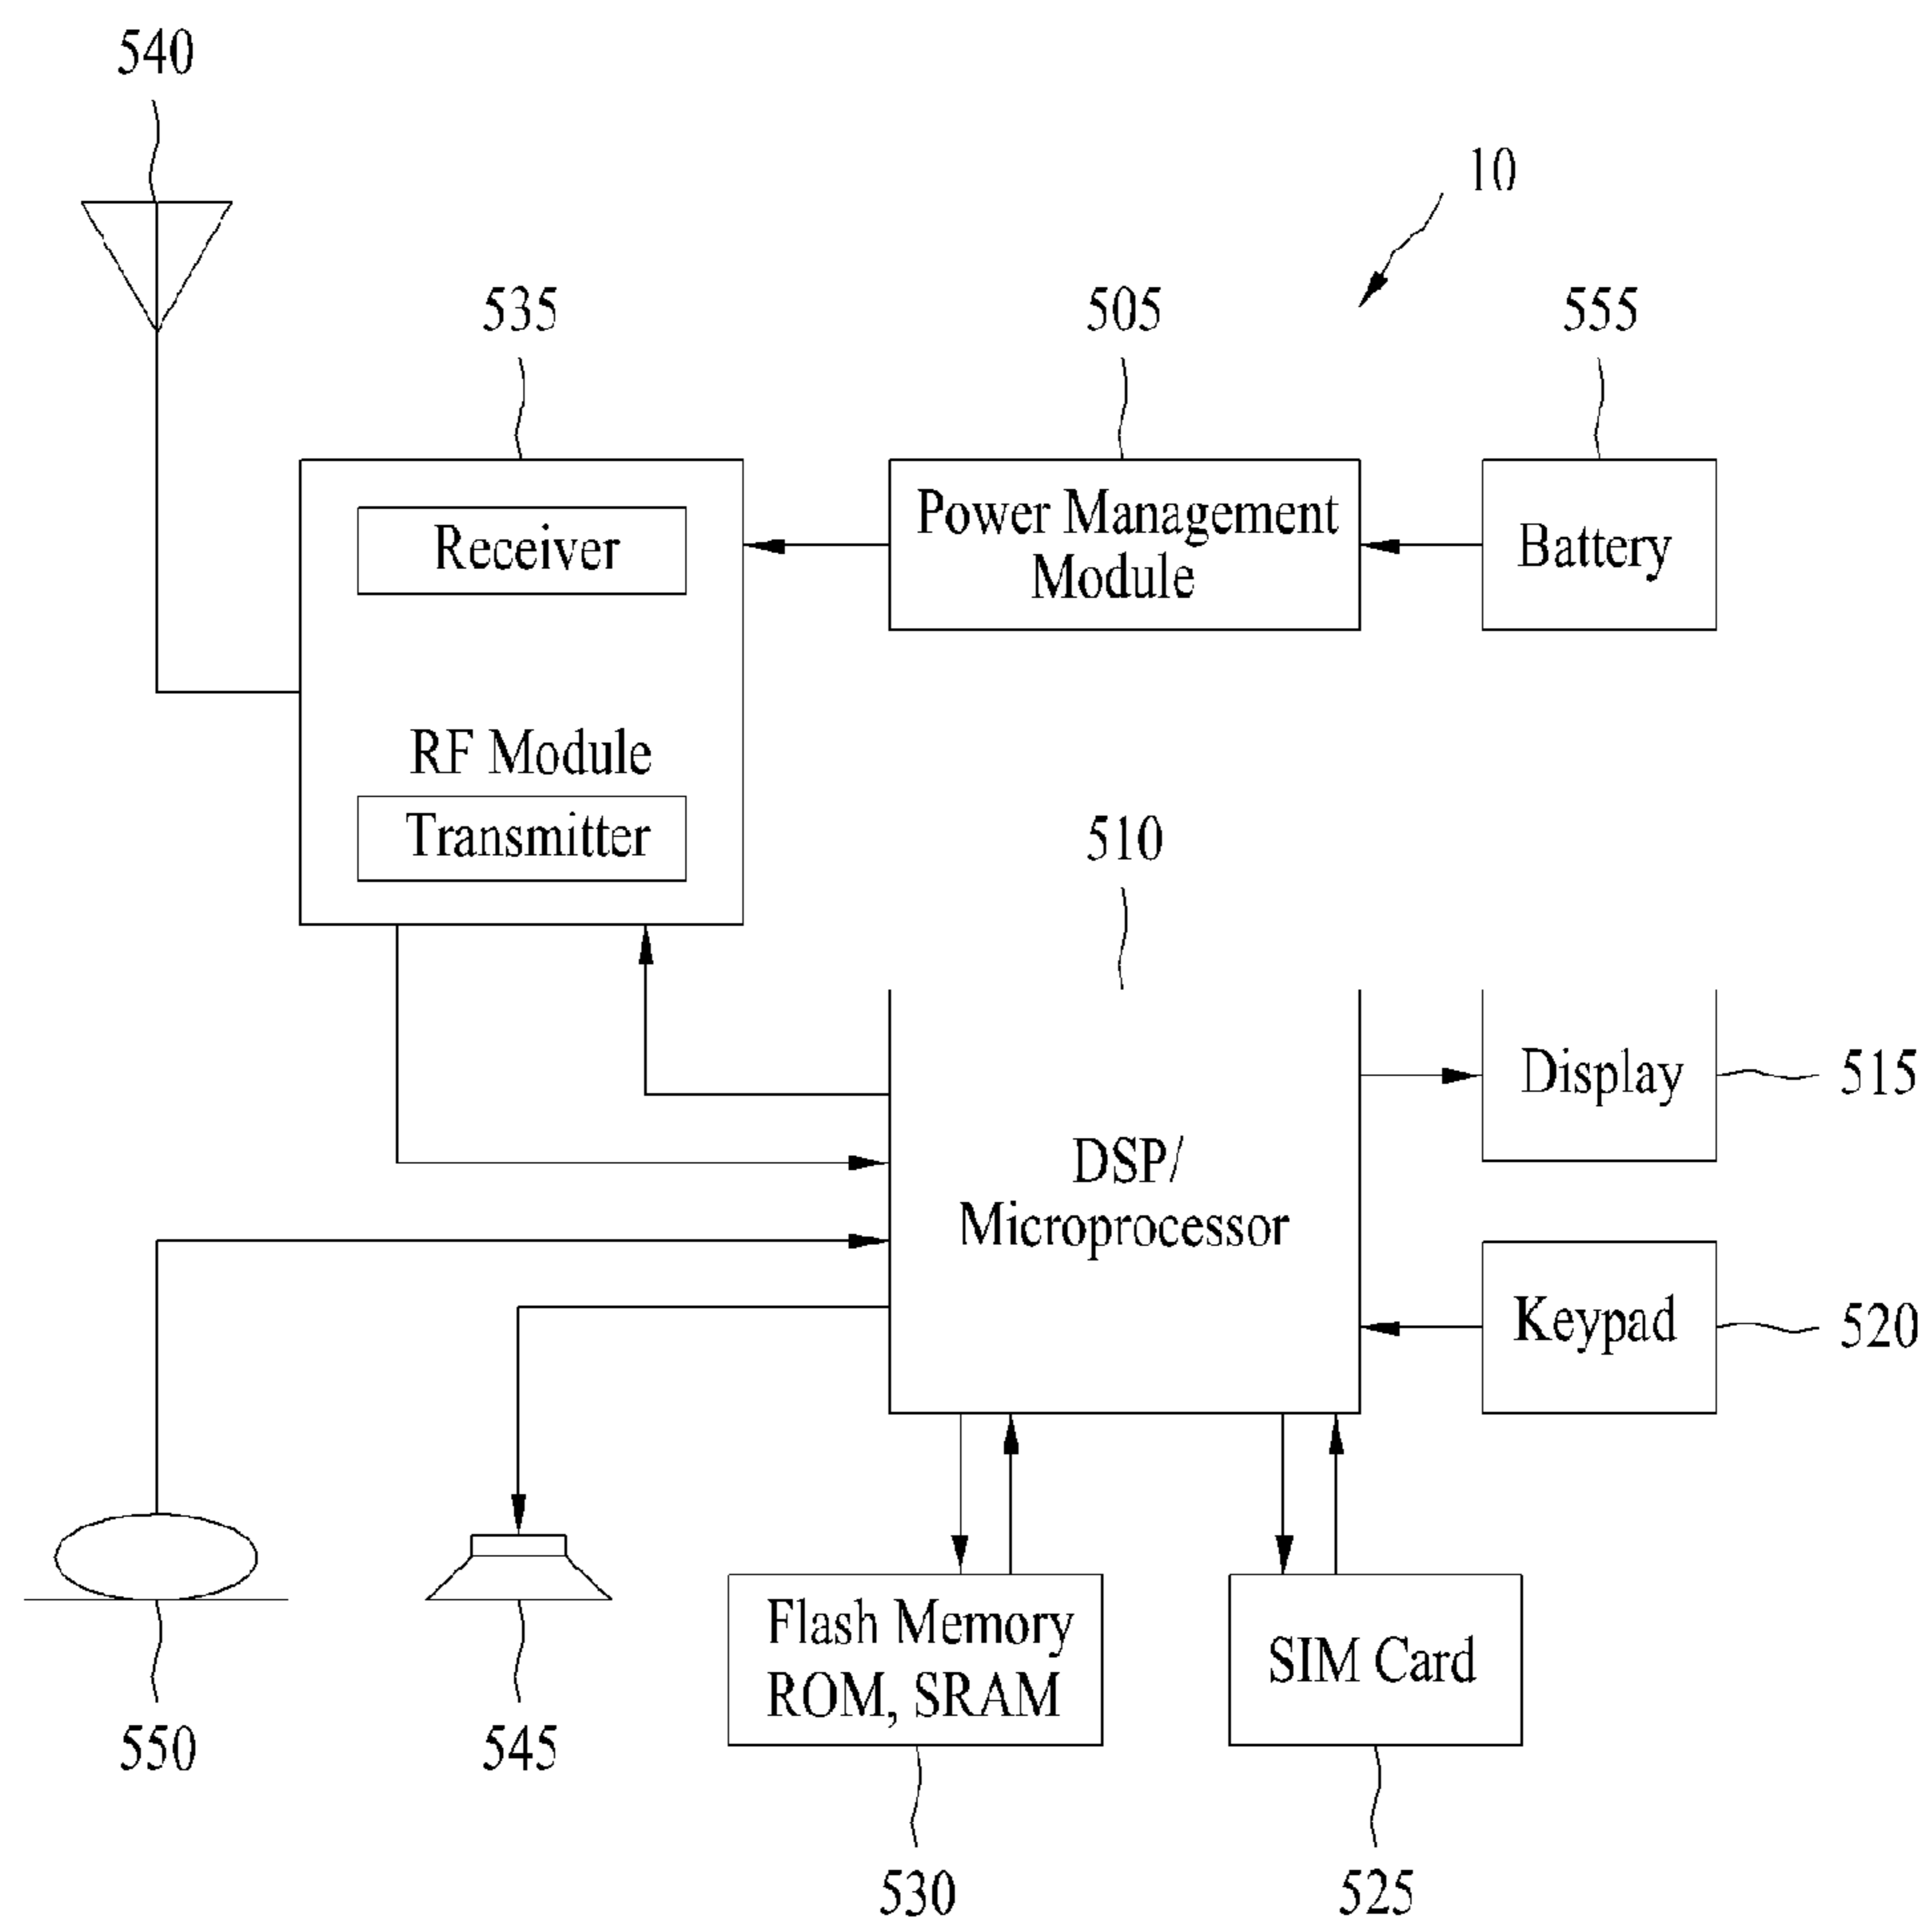 540
10
535
505
555
Receiver
Power Management
Module
Battery
RF Module
Transmitter
510
Display
515
DSP/
Microprocessor
Keypad
520
Flash Memory
ROM, SRAM
SIM Card
550
545
530
525